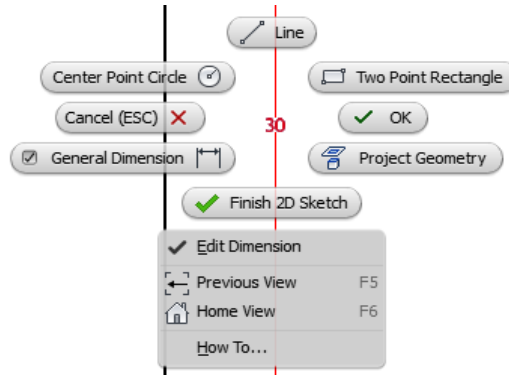 Line
Center Point Circle
Two Point Rectangle
Cancel (ESC)
30
OK
General Dimension
Project Geometry
Finish 2D Sketch
Edit Dimension
Previous View F5
Home View F6
How To...